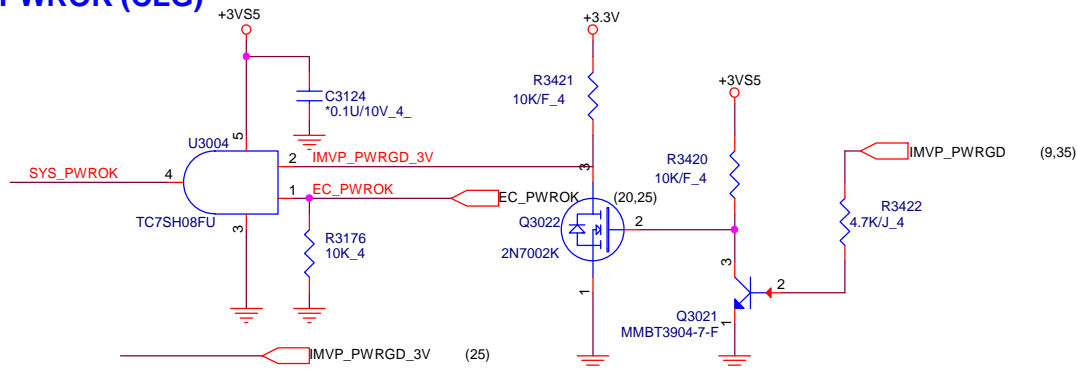 PWROK (CLG)
+3VS5
+3.3V
R3421
10K/F_4
+3VS5
C3124
*0.1U/10V_4_
U3004
5
2
IMVP_PWRGD_3V
3
R3420
10K/F_4
IMVP_PWRGD (9,35)
SYS_PWROK
4
1
EC_PWROK
EC_PWROK (20,25)
R3422
4.7K/J_4
TC7SH08FU
3
R3176
10K_4
Q3022
2N7002K
2
1
3
2
Q3021
MMBT3904-7-F
1
IMVP_PWRGD_3V (25)